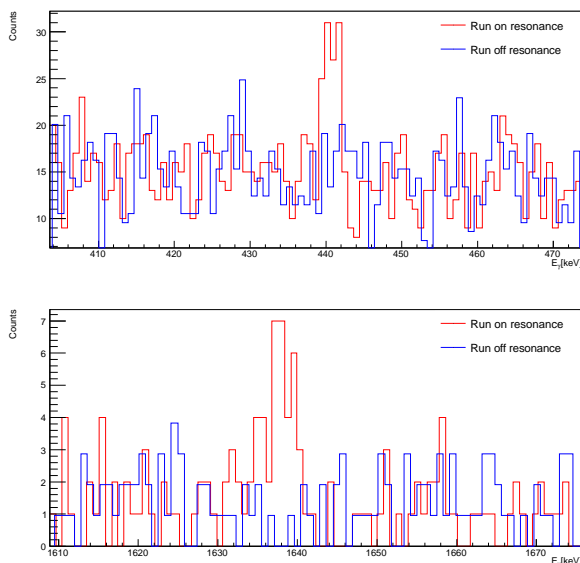 Counts
30
25
20
15
10
Run on resonance
Run off resonance
410 420 430 440 450 460 470
Eγ[keV]
Counts
7
6
5
4
3
2
1
0
Run on resonance
Run off resonance
1610 1620 1630 1640 1650 1660 1670
Eγ[keV]